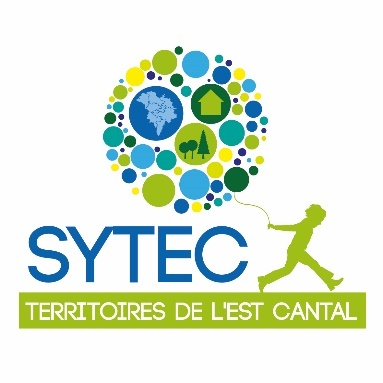 SYTEC
TERRITOIRES DE L'EST CANTAL